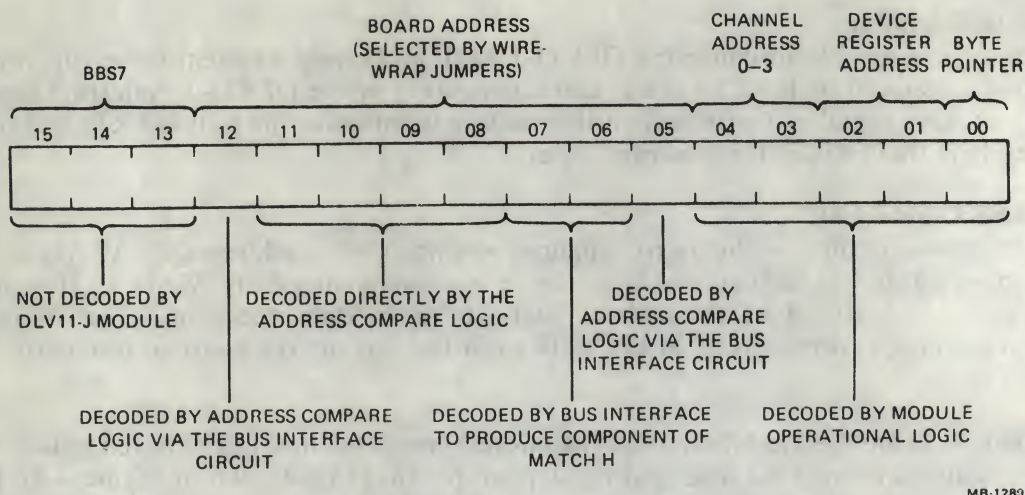 BOARD ADDRESS
(SELECTED BY WIRE-
WRAP JUMPERS)
CHANNEL
ADDRESS
0–3
DEVICE
REGISTER
ADDRESS
BYTE
POINTER
BBS7
15 14 13 12 11 10 09 08 07 06 05 04 03 02 01 00
NOT DECODED BY
DLV11-J MODULE
DECODED DIRECTLY BY THE
ADDRESS COMPARE LOGIC
DECODED BY
ADDRESS COMPARE
LOGIC VIA THE BUS
INTERFACE CIRCUIT
DECODED BY ADDRESS COMPARE
LOGIC VIA THE BUS INTERFACE
CIRCUIT
DECODED BY BUS INTERFACE
TO PRODUCE COMPONENT OF
MATCH H
DECODED BY MODULE
OPERATIONAL LOGIC
MR-1289